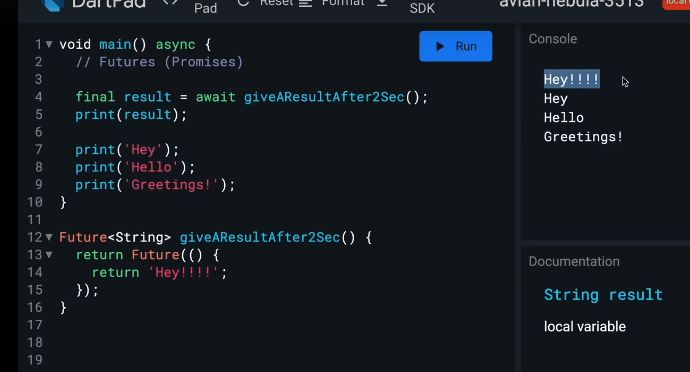 DartPad
<> Pad
Reset
Format
SDK
avian-nebula-3513
local
1 void main() async {
2 // Futures (Promises)
3
4 final result = await giveAResultAfter2Sec();
5 print(result);
6
7 print('Hey');
8 print('Hello');
9 print('Greetings!');
10 }
11
12 Future<String> giveAResultAfter2Sec() {
13 return Future(() {
14 return 'Hey!!!!';
15 });
16 }
17
18
19
Run
Console
Hey!!!!
Hey
Hello
Greetings!
Documentation
String result
local variable